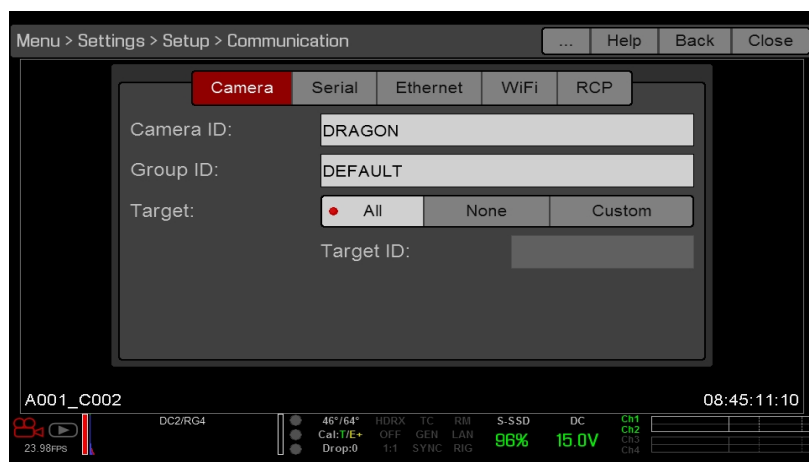 Menu > Settings > Setup > Communication ... Help Back Close
Camera Serial Ethernet WiFi RCP
Camera ID: DRAGON
Group ID: DEFAULT
Target: All None Custom
Target ID:
A001_C002 08:45:11:10
DC2/RG4 46°/64° HDRX TC RM S-SSD DC Ch1
Cal:T/E+ OFF GEN LAN 96% 15.0V Ch2
23.98FPS Drop:0 1:1 SYNC RIG Ch3
Ch4